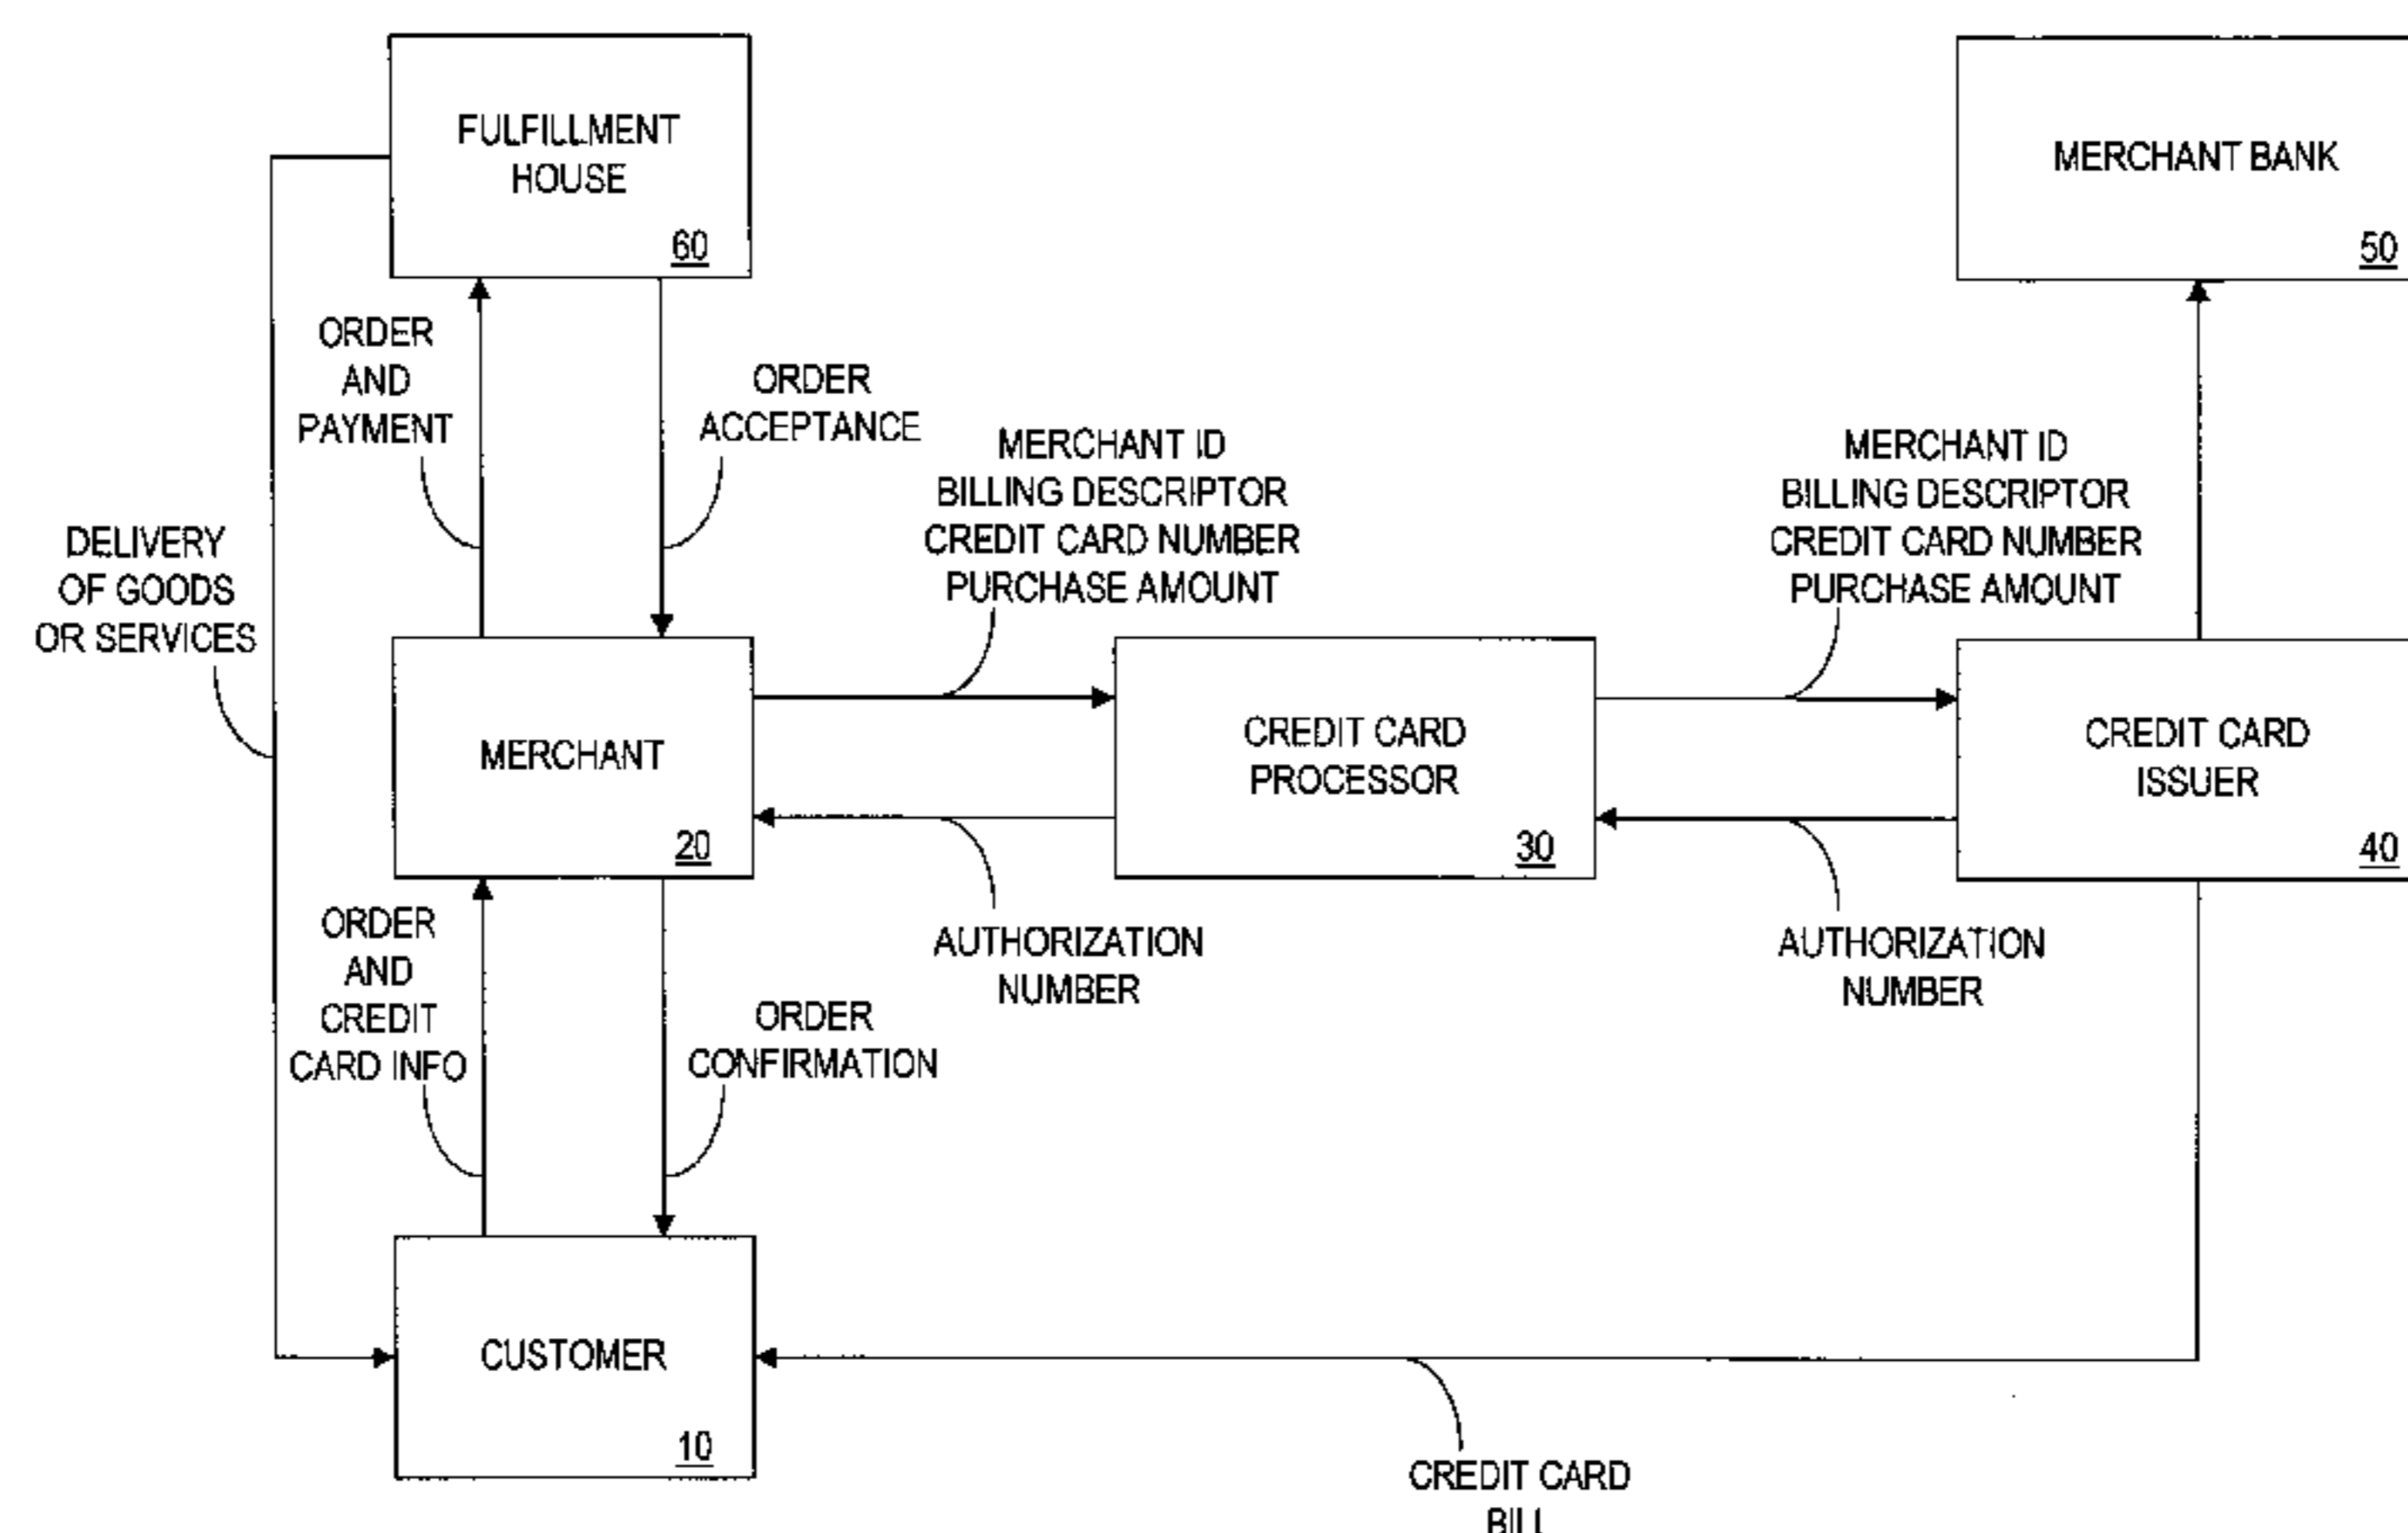 FULFILLMENT
HOUSE
60
MERCHANT BANK
50
ORDER
AND
PAYMENT
ORDER
ACCEPTANCE
MERCHANT ID
BILLING DESCRIPTOR
CREDIT CARD NUMBER
PURCHASE AMOUNT
MERCHANT ID
BILLING DESCRIPTOR
CREDIT CARD NUMBER
PURCHASE AMOUNT
DELIVERY
OF GOODS
OR SERVICES
MERCHANT
20
CREDIT CARD
PROCESSOR
30
CREDIT CARD
ISSUER
40
ORDER
AND
CREDIT
CARD INFO
ORDER
CONFIRMATION
AUTHORIZATION
NUMBER
AUTHORIZATION
NUMBER
CUSTOMER
10
CREDIT CARD
BILL